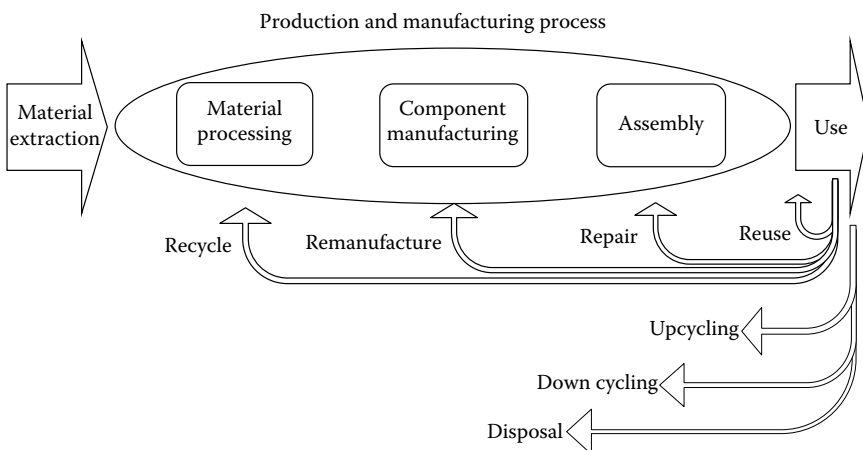 Production and manufacturing process
Material
extraction
Material
processing
Component
manufacturing
Assembly
Use
Recycle
Remanufacture
Repair
Reuse
Upcycling
Down cycling
Disposal